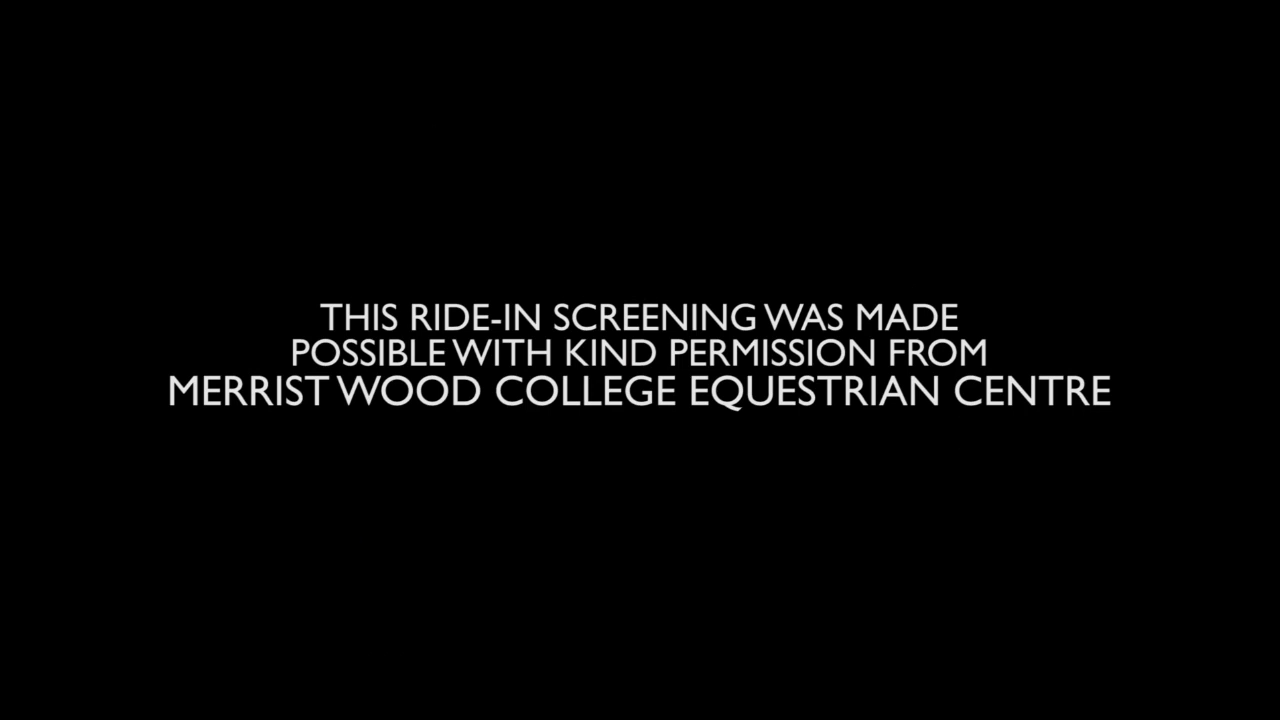 THIS RIDE-IN SCREENING WAS MADE
POSSIBLE WITH KIND PERMISSION FROM
MERRIST WOOD COLLEGE EQUESTRIAN CENTRE